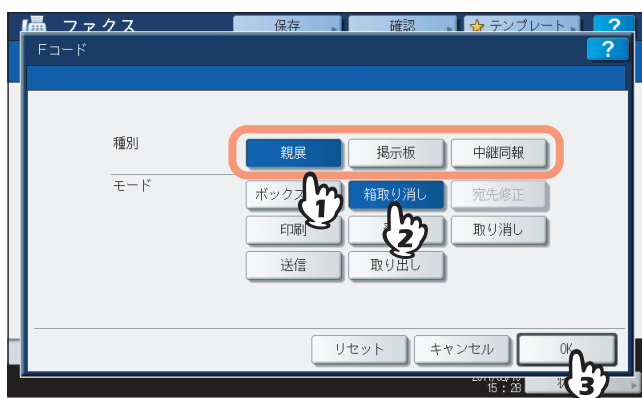 ファクス 保存 確認 テンプレート ?
Fコード ?
種別 親展 掲示板 中継同報
モード ボックス 箱取り消し 宛先修正
1
印刷 取り消し
2
送信 取り出し
リセット キャンセル OK
15:28
3